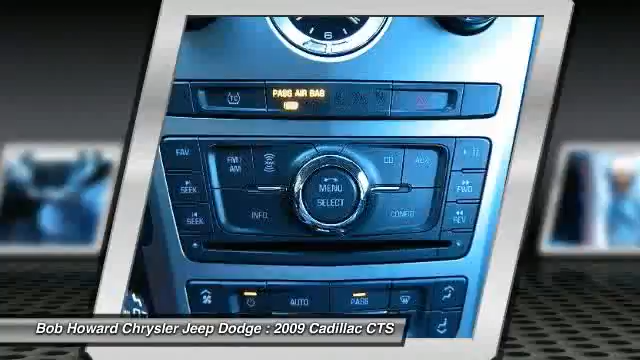 6
PASS AIR BAG
FAV
FM/AM
CD
AUX
SEEK
MENU
SELECT
FWD
SEEK
INFO
CONFIG
REV
AUTO
PASS
Bob Howard Chrysler Jeep Dodge : 2009 Cadillac CTS